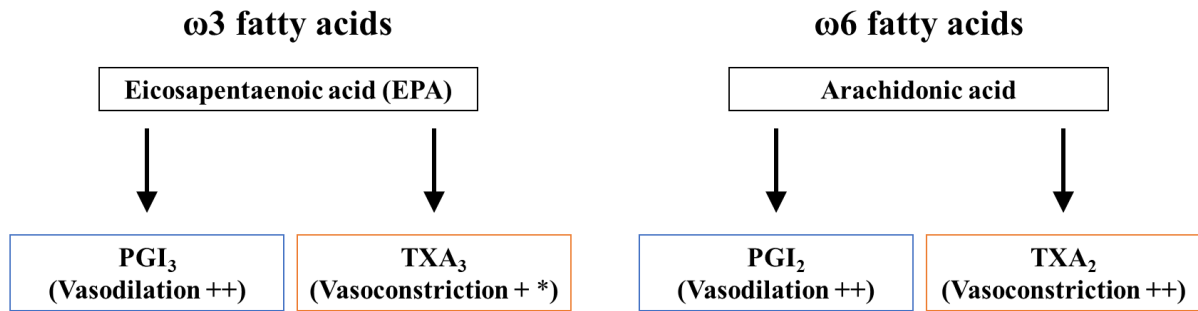 ω3 fatty acids
Eicosapentaenoic acid (EPA)
PGI₃
(Vasodilation ++)
TXA₃
(Vasoconstriction + *)
ω6 fatty acids
Arachidonic acid
PGI₂
(Vasodilation ++)
TXA₂
(Vasoconstriction ++)